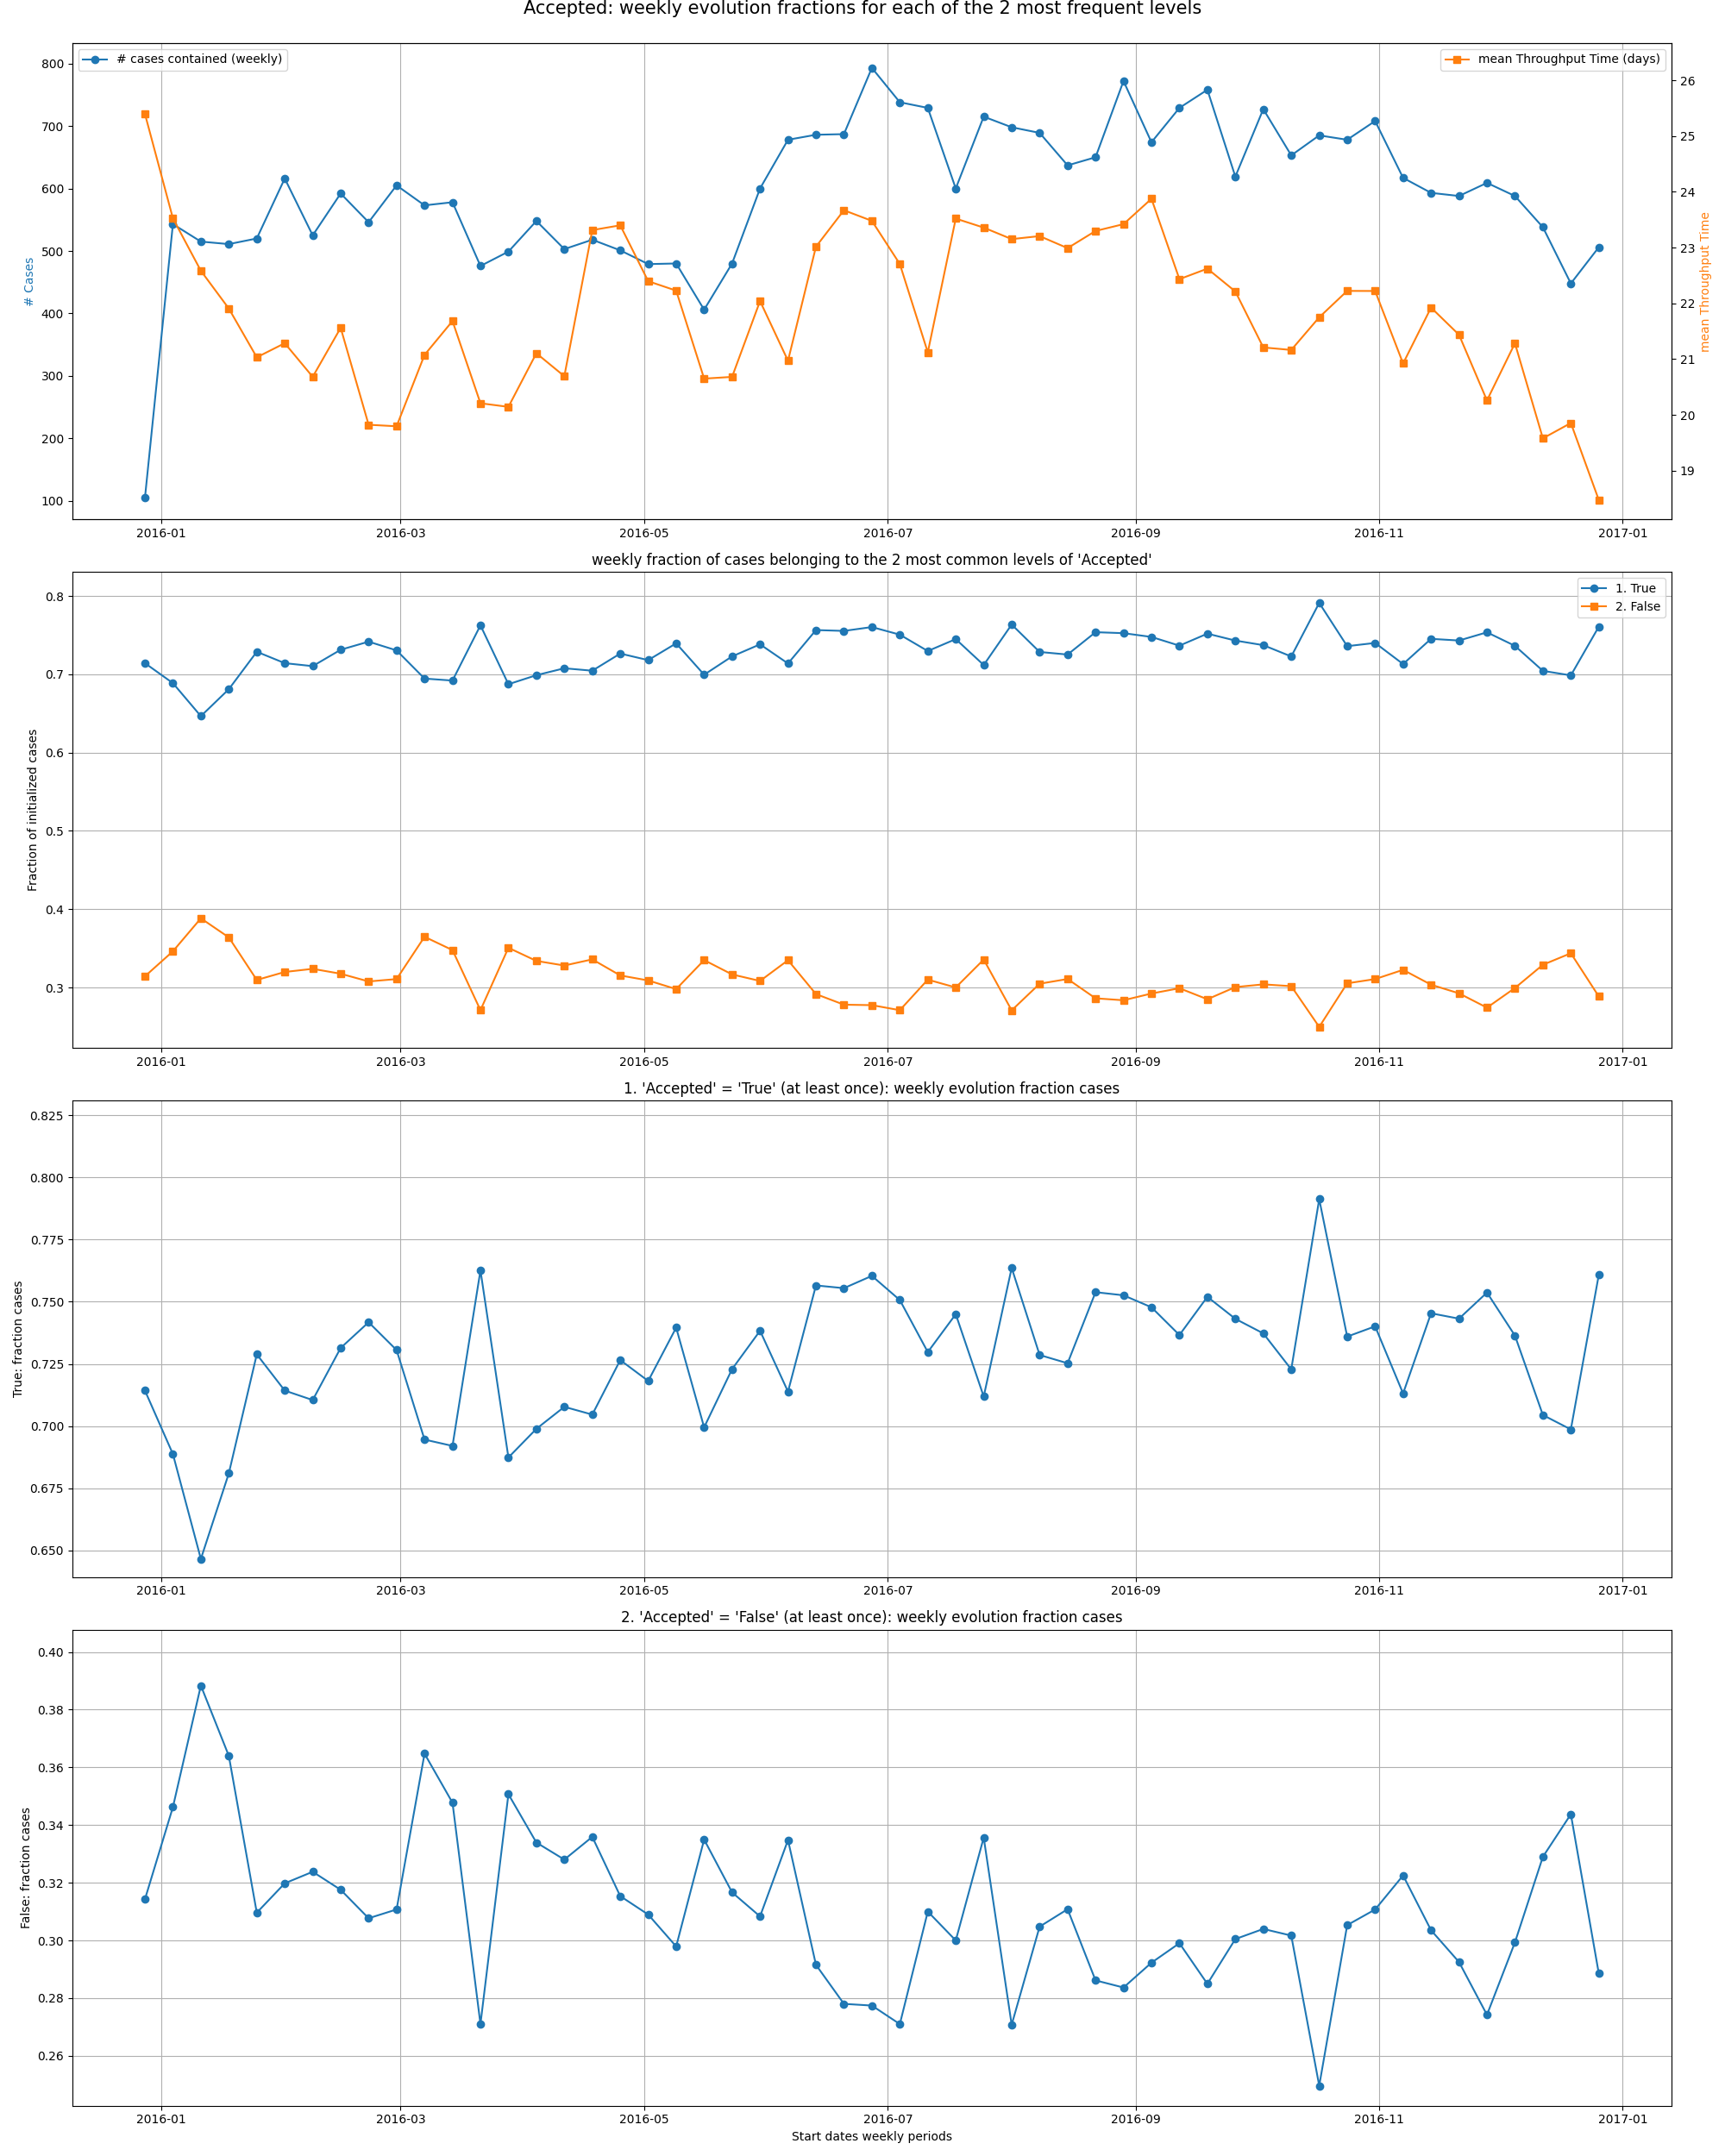 Accepted: weekly evolution fractions for each of the 2 most frequent levels
# cases contained (weekly)
mean Throughput Time (days)
800
700
600
500
400
300
200
100
# Cases
26
25
24
23
22
21
20
19
mean Throughput Time
2016-01 2016-03 2016-05 2016-07 2016-09 2016-11 2017-01
weekly fraction of cases belonging to the 2 most common levels of 'Accepted'
1. True
2. False
0.8
0.7
0.6
0.5
0.4
0.3
Fraction of initialized cases
2016-01 2016-03 2016-05 2016-07 2016-09 2016-11 2017-01
1. 'Accepted' = 'True' (at least once): weekly evolution fraction cases
0.825
0.800
0.775
0.750
0.725
0.700
0.675
0.650
True: fraction cases
2016-01 2016-03 2016-05 2016-07 2016-09 2016-11 2017-01
2. 'Accepted' = 'False' (at least once): weekly evolution fraction cases
0.40
0.38
0.36
0.34
0.32
0.30
0.28
0.26
False: fraction cases
2016-01 2016-03 2016-05 2016-07 2016-09 2016-11 2017-01
Start dates weekly periods